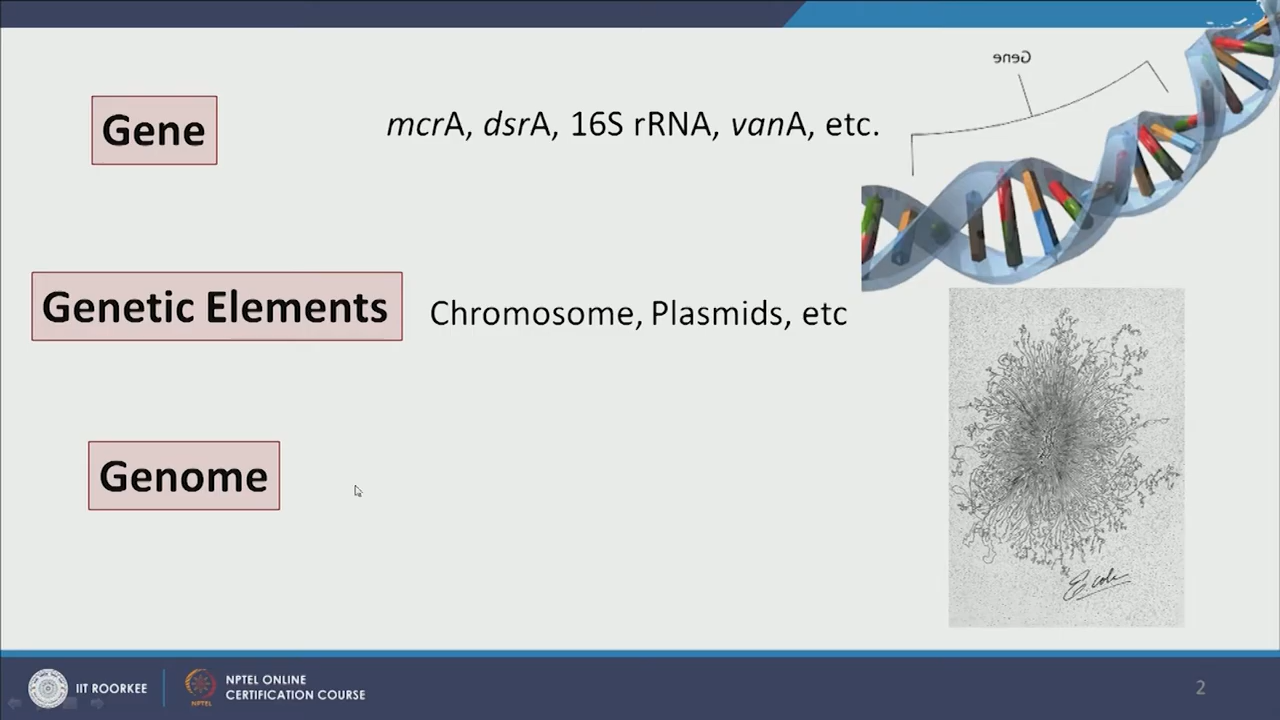 Gene
Gene
mcrA, dsrA, 16S rRNA, vanA, etc.
Genetic Elements
Chromosome, Plasmids, etc
Genome
E. coli
IIT ROORKEE
NPTEL ONLINE
CERTIFICATION COURSE
NPTEL
2